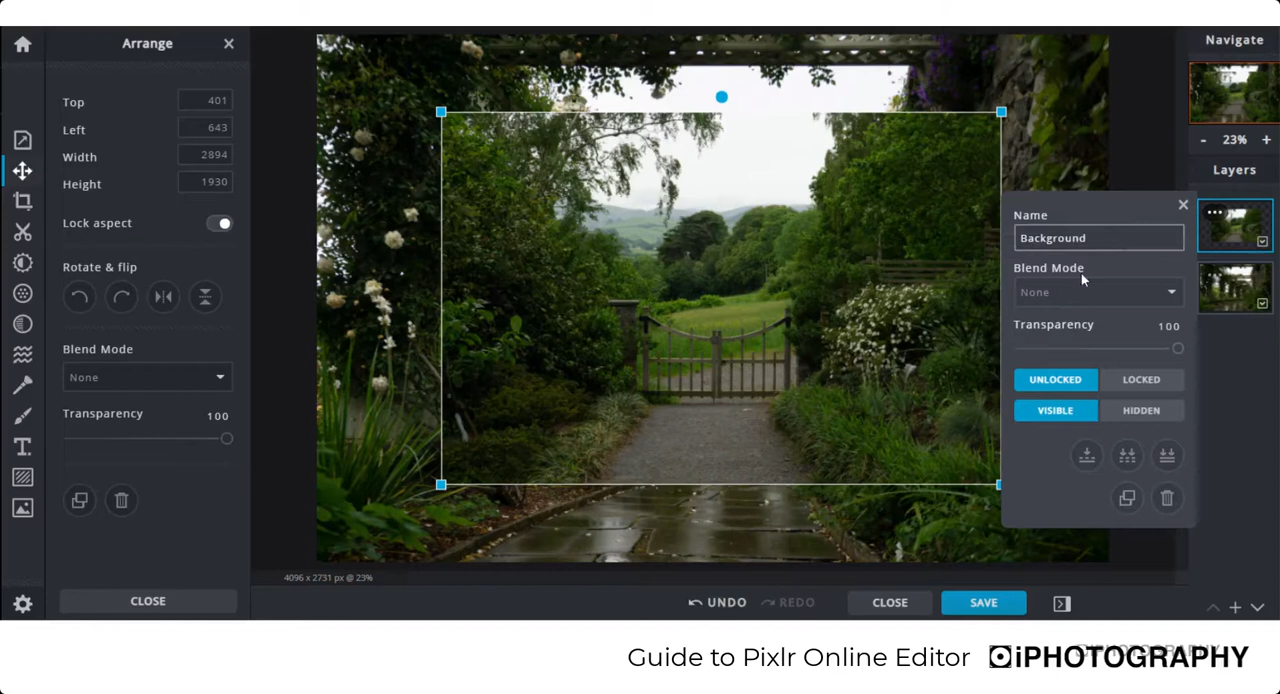 Arrange
Top 401
Left 643
Width 2894
Height 1930
Lock aspect
Rotate & flip
Blend Mode
None
Transparency 100
CLOSE
4096 x 2731 px @ 23%
UNDO REDO CLOSE SAVE
Navigate
- 23% +
Layers
Name
Background
Blend Mode
None
Transparency 100
UNLOCKED LOCKED
VISIBLE HIDDEN
Guide to Pixlr Online Editor iPHOTOGRAPHY